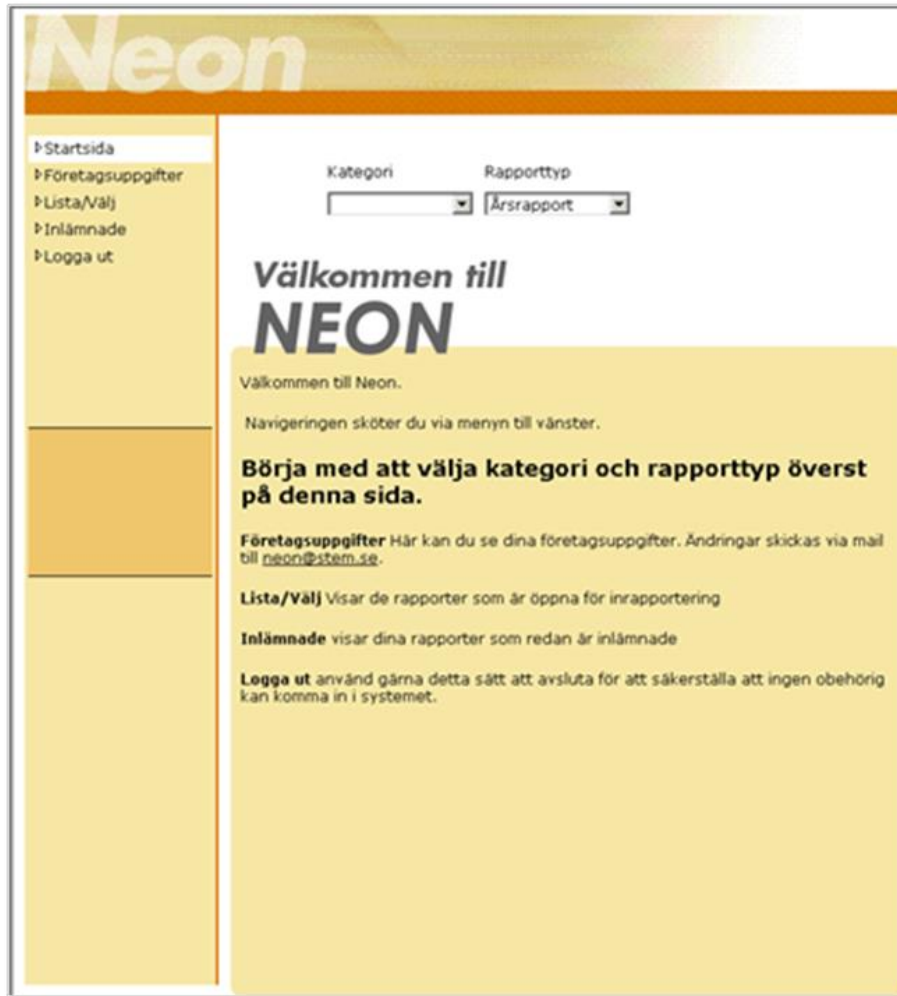 Neon
Startsida
Företagsuppgifter
Lista/Välj
Inlämnade
Logga ut
Kategori Rapporttyp
Årsrapport
Välkommen till
NEON
Välkommen till Neon.
Navigeringen sköter du via menyn till vänster.
Börja med att välja kategori och rapporttyp överst
på denna sida.
Företagsuppgifter Här kan du se dina företagsuppgifter. Ändringar skickas via mail
till neon@stem.se.
Lista/Välj Visar de rapporter som är öppna för inrapportering
Inlämnade visar dina rapporter som redan är inlämnade
Logga ut använd gärna detta sätt att avsluta för att säkerställa att ingen obehörig
kan komma in i systemet.